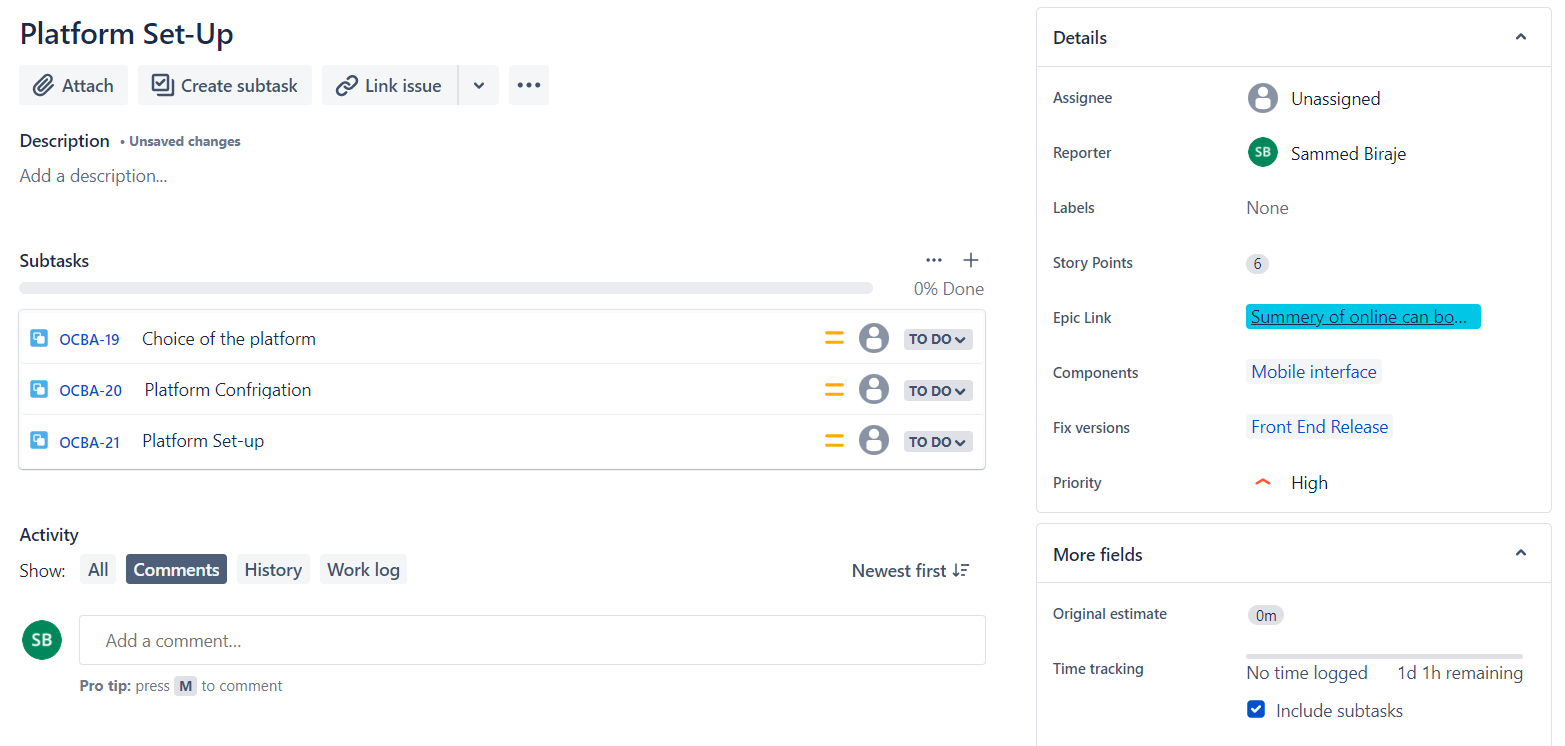 Platform Set-Up
Attach
Create subtask
Link issue
Description • Unsaved changes
Add a description...
Subtasks
0% Done
OCBA-19 Choice of the platform TO DO
OCBA-20 Platform Confrigation TO DO
OCBA-21 Platform Set-up TO DO
Activity
Show: All Comments History Work log Newest first
SB Add a comment...
Pro tip: press M to comment
Details
Assignee Unassigned
Reporter SB Sammed Biraje
Labels None
Story Points 6
Epic Link Summery of online can bo...
Components Mobile interface
Fix versions Front End Release
Priority High
More fields
Original estimate 0m
Time tracking No time logged 1d 1h remaining
Include subtasks